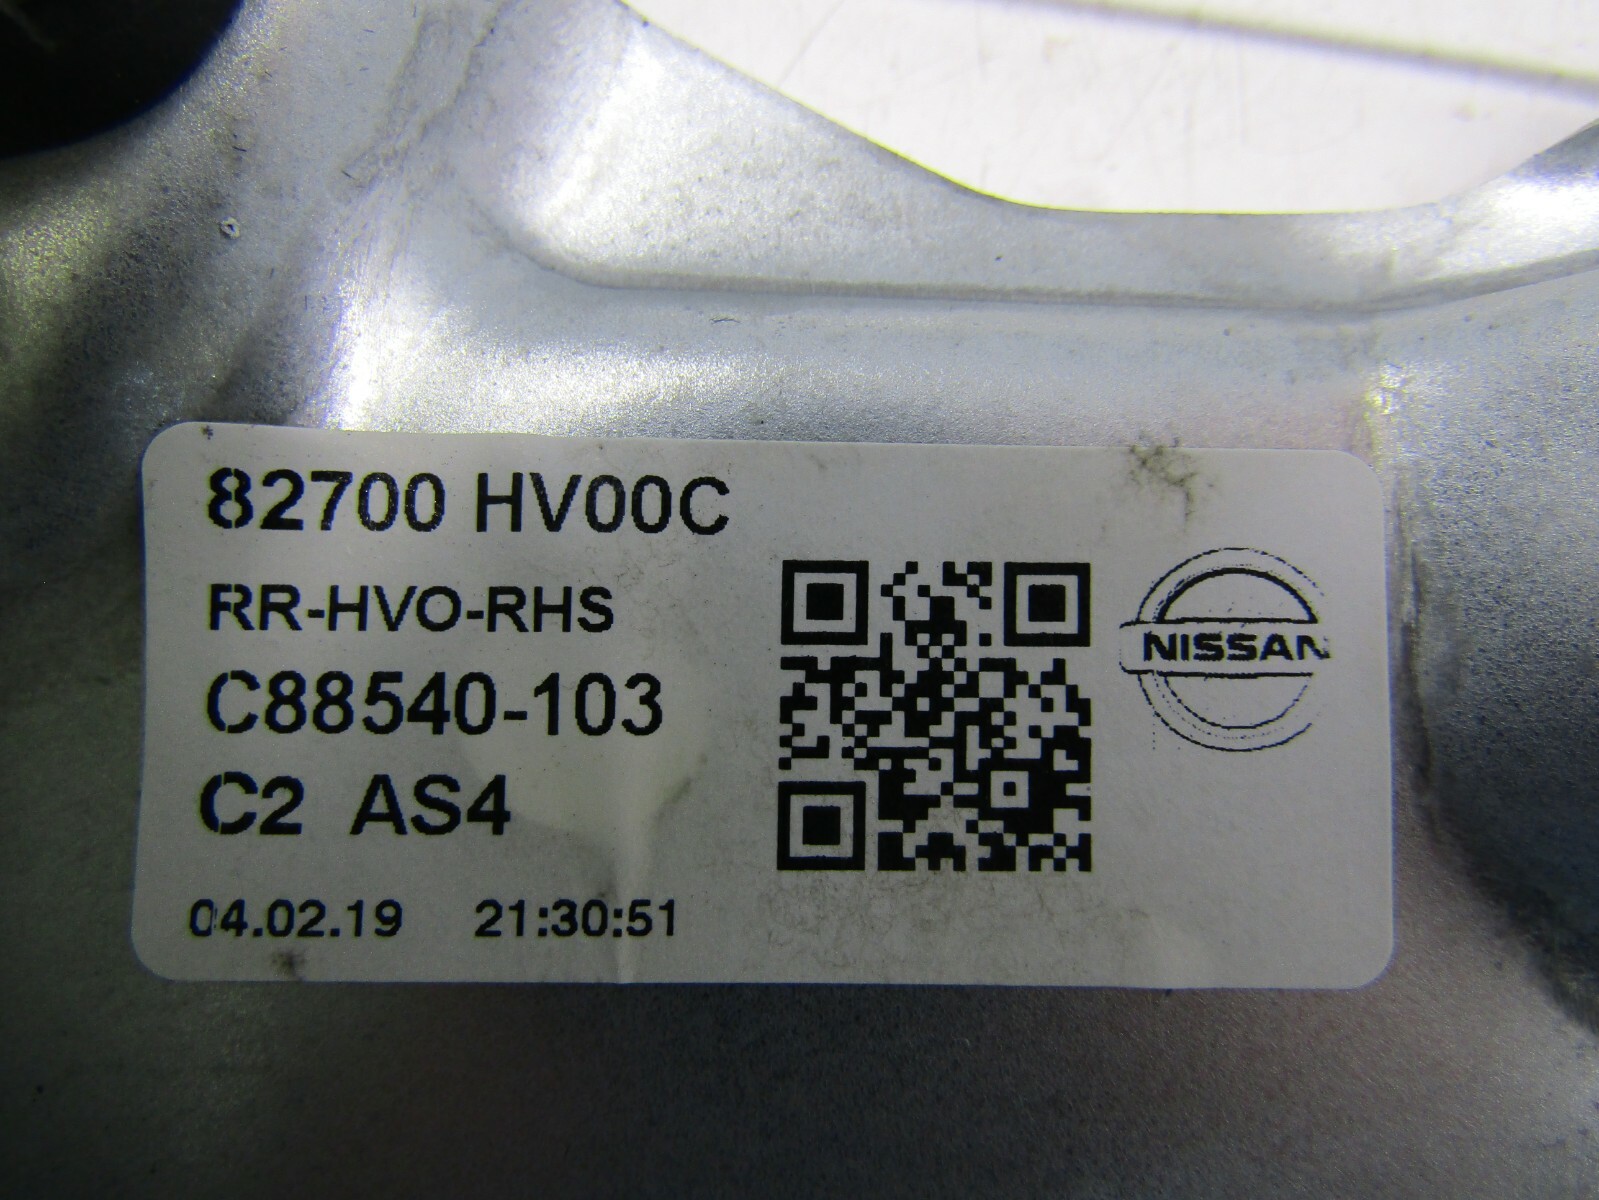 82700 HV00C
RR-HVO-RHS
C88540-103
C2 AS4
04.02.19 21:30:51
NISSAN